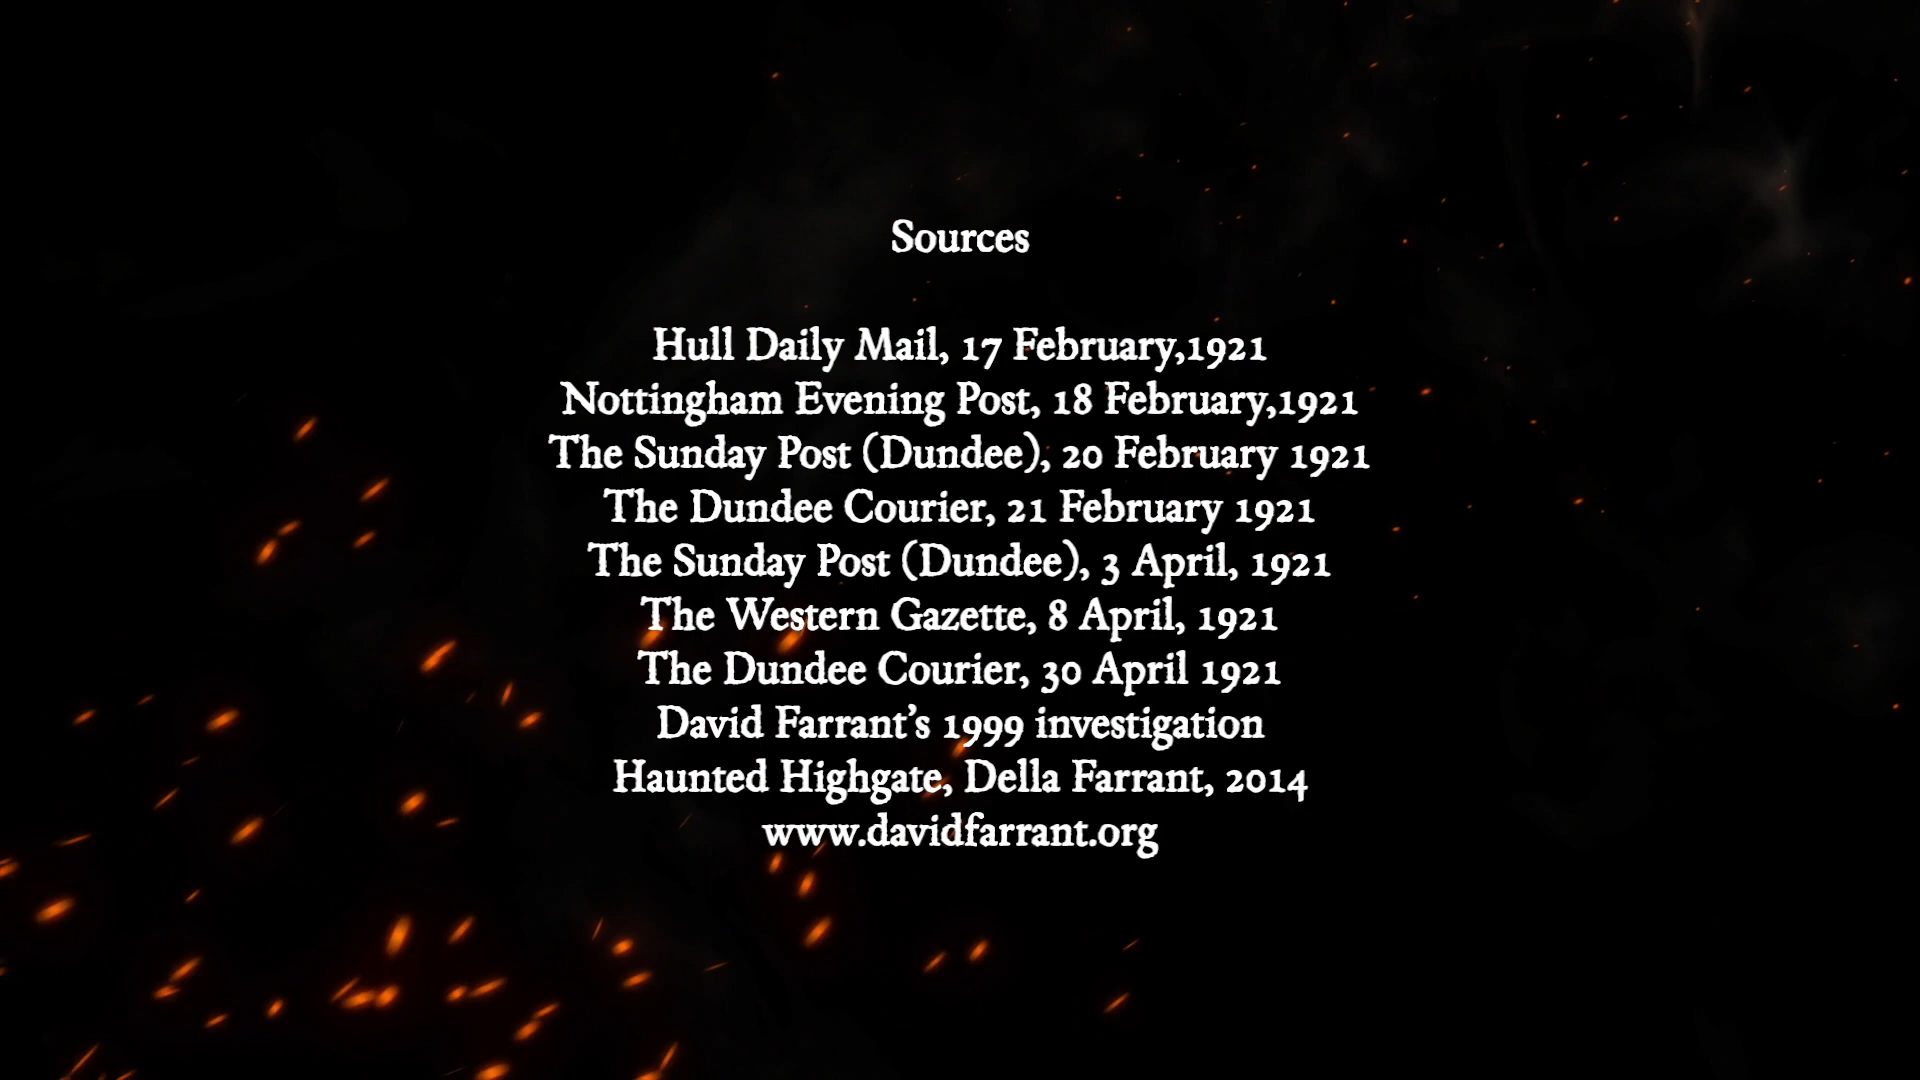 Sources
Hull Daily Mail, 17 February,1921
Nottingham Evening Post, 18 February,1921
The Sunday Post (Dundee), 20 February 1921
The Dundee Courier, 21 February 1921
The Sunday Post (Dundee), 3 April, 1921
The Western Gazette, 8 April, 1921
The Dundee Courier, 30 April 1921
David Farrant’s 1999 investigation
Haunted Highgate, Della Farrant, 2014
www.davidfarrant.org